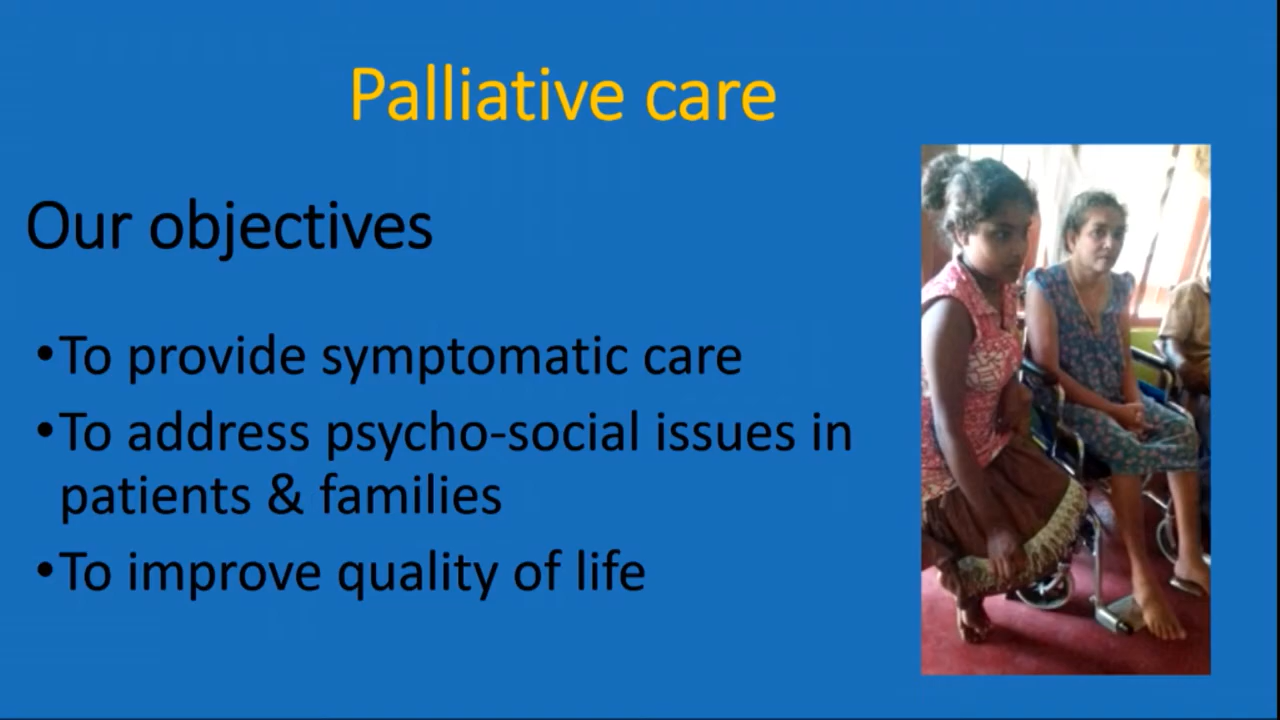 Palliative care
Our objectives
•To provide symptomatic care
•To address psycho-social issues in
patients & families
•To improve quality of life